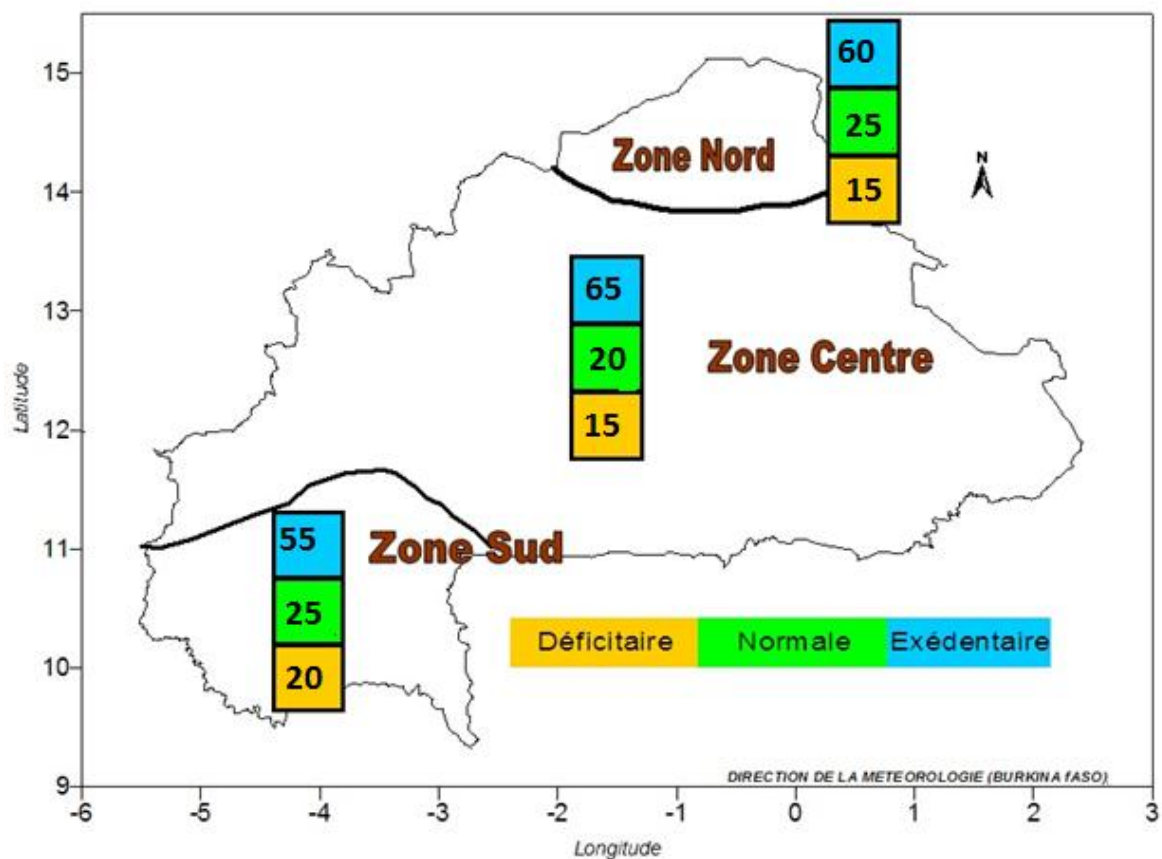 60
15
25
Zone Nord
N
14
15
13
65
Zone Centre
20
12
15
Latitude
11
55
Zone Sud
25
10
20
Déficitaire Normale Exédentaire
9
DIRECTION DE LA METEOROLOGIE (BURKINA fASO)
-6 -5 -4 -3 -2 -1 0 1 2 3
Longitude